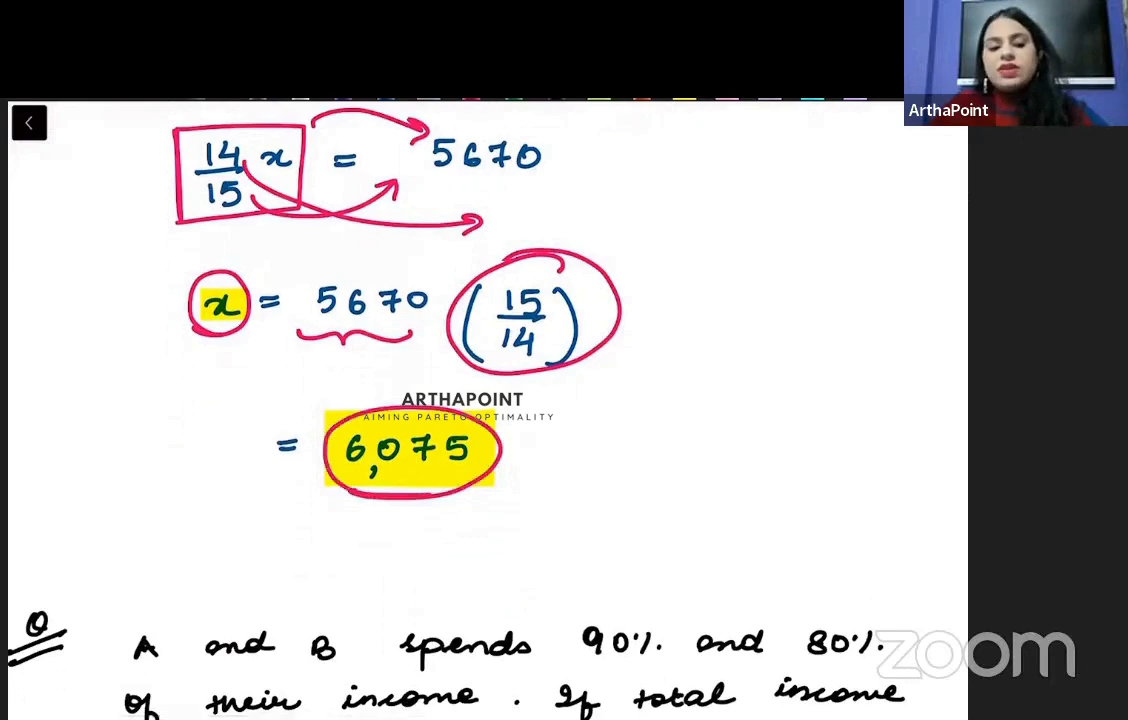 ArthaPoint
14/15 x = 5670
x = 5670 (15/14)
ARTHAPOINT
AIMING PARETO OPTIMALITY
= 6,075
Q A and B spends 90% and 80%
of their income. If total income
zoom